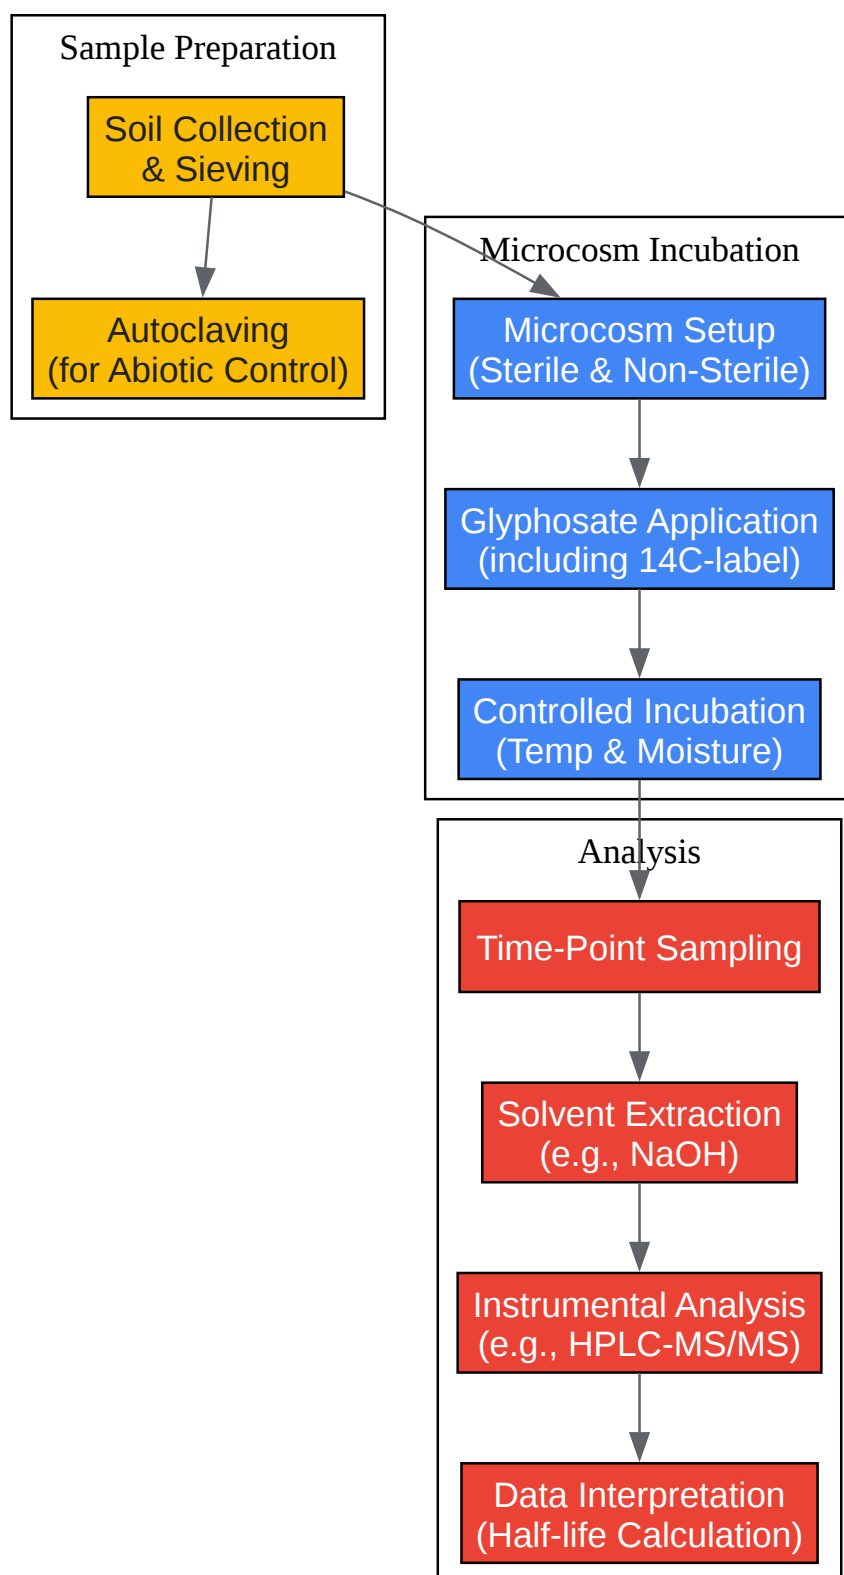 Sample Preparation
Soil Collection
& Sieving
Autoclaving
(for Abiotic Control)
Microcosm Incubation
Microcosm Setup
(Sterile & Non-Sterile)
Glyphosate Application
(including 14C-label)
Controlled Incubation
(Temp & Moisture)
Analysis
Time-Point Sampling
Solvent Extraction
(e.g., NaOH)
Instrumental Analysis
(e.g., HPLC-MS/MS)
Data Interpretation
(Half-life Calculation)